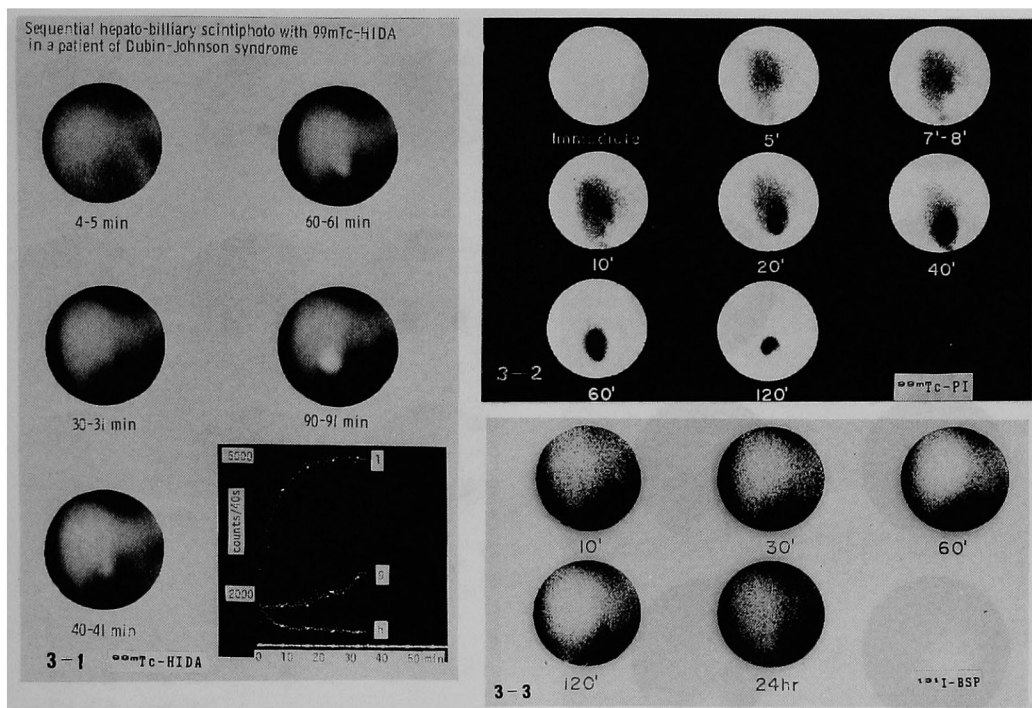 Sequential hepato-billiary scintiphoto with 99mTc-HIDA
in a patient of Dubin-Johnson syndrome
4-5 min
60-61 min
30-31 min
90-91 min
40-41 min
5000
counts/40s
2000
l
g
h
0 10 20 30 40 50 min
3-1 ⁹⁹ᵐTc-HIDA
Immediate
5'
7'-8'
10'
20'
40'
60'
120'
3-2
⁹⁹ᵐTc-PI
10'
30'
60'
120'
24hr
3-3
¹³¹I-BSP